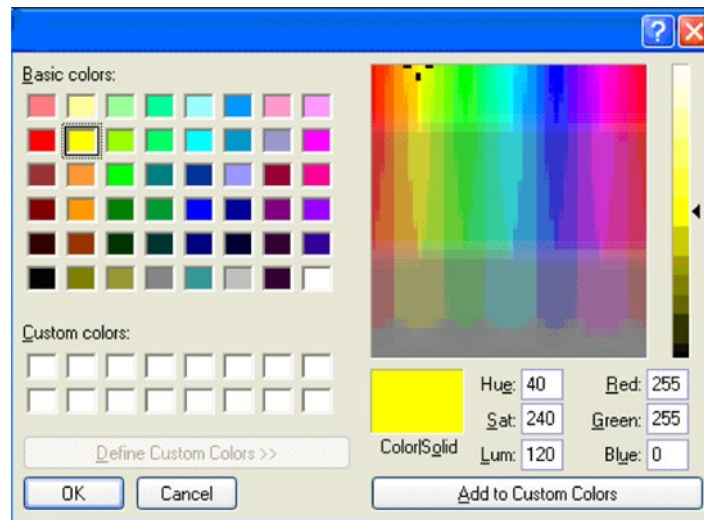 Basic colors:
Custom colors:
Define Custom Colors >>
OK Cancel
Color|Solid
Hue: 40 Red: 255
Sat: 240 Green: 255
Lum: 120 Blue: 0
Add to Custom Colors